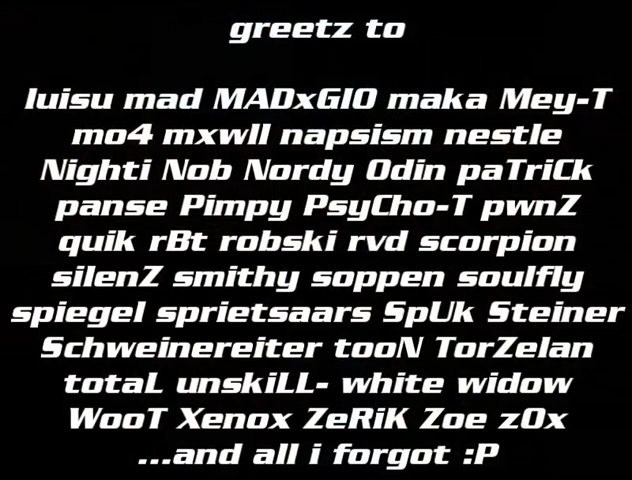 greetz to
luisu mad MADxGIO maka Mey-T
mo4 mxwll napsism nestle
Nighti Nob Nordy Odin paTriCk
panse Pimpy PsyCho-T pwnZ
quik rBt robski rvd scorpion
silenZ smithy soppen soulfly
spiegel sprietsaars SpUk Steiner
Schweinereiter tooN TorZelan
totaL unskiLL- white widow
WooT Xenox ZeRiK Zoe zOx
...and all i forgot :P